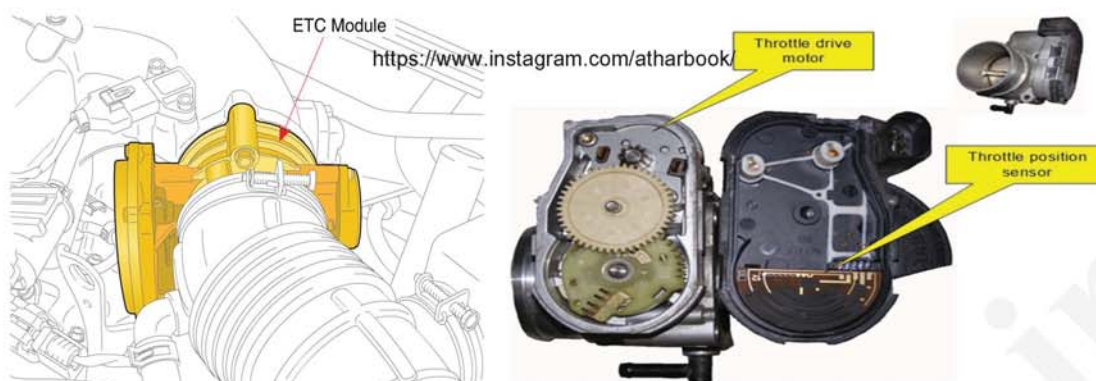 ETC Module
https://www.instagram.com/atharbook/
Throttle drive
motor
Throttle position
sensor